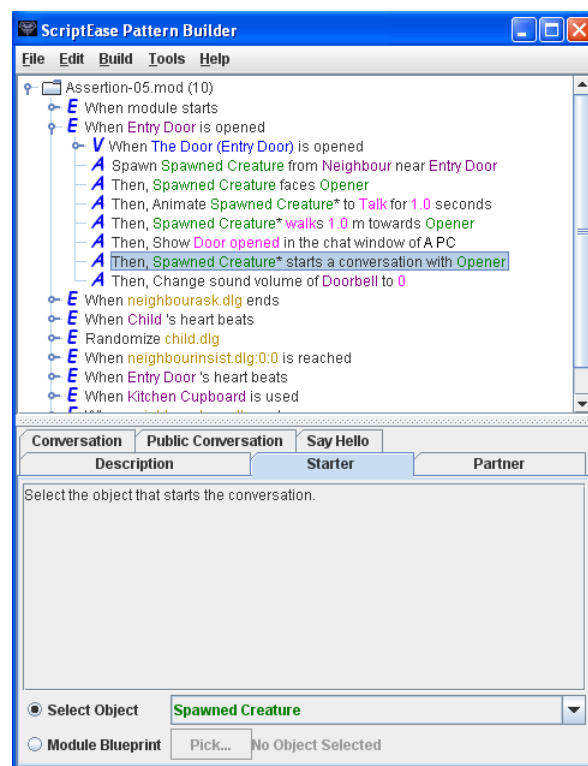 ScriptEase Pattern Builder
File Edit Build Tools Help
Assertion-05.mod (10)
E When module starts
E When Entry Door is opened
V When The Door (Entry Door) is opened
A Spawn Spawned Creature from Neighbour near Entry Door
A Then, Spawned Creature faces Opener
A Then, Animate Spawned Creature* to Talk for 1.0 seconds
A Then, Spawned Creature* walks 1.0 m towards Opener
A Then, Show Door opened in the chat window of A PC
A Then, Spawned Creature* starts a conversation with Opener
A Then, Change sound volume of Doorbell to 0
E When neighbourask.dlg ends
E When Child 's heart beats
E Randomize child.dlg
E When neighbourinsist.dlg:0:0 is reached
E When Entry Door 's heart beats
E When Kitchen Cupboard is used
Conversation Public Conversation Say Hello
Description Starter Partner
Select the object that starts the conversation.
Select Object Spawned Creature
Module Blueprint Pick... No Object Selected